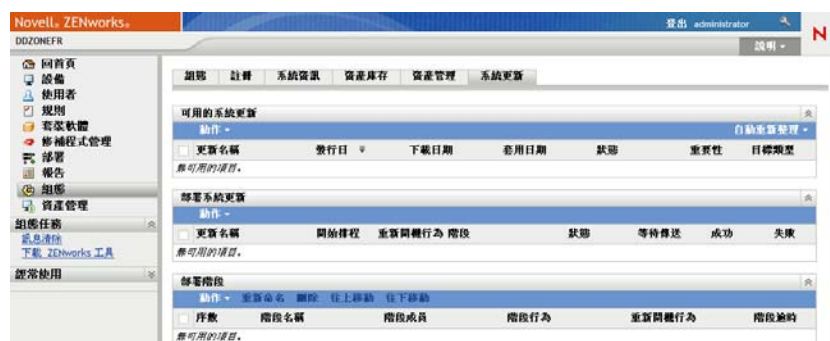 Novell® ZENworks®
登出 administrator
N
DDZONEFR
說明
回首頁
設備
使用者
規則
套裝軟體
修補程式管理
部署
報告
組態
資產管理
組態任務
訊息清除
下載 ZENworks 工具
經常使用
組態 註冊 系統資訊 資產庫存 資產管理 系統更新
可用的系統更新
動作 自動重新整理
更新名稱 發行日 下載日期 套用日期 狀態 重要性 目標類型
無可用的項目。
部署系統更新
動作
更新名稱 開始排程 重新開機行為 階段 狀態 等待傳送 成功 失敗
無可用的項目。
部署階段
動作 重新命名 刪除 往上移動 往下移動
序數 階段名稱 階段成員 階段行為 重新開機行為 階段逾時
無可用的項目。